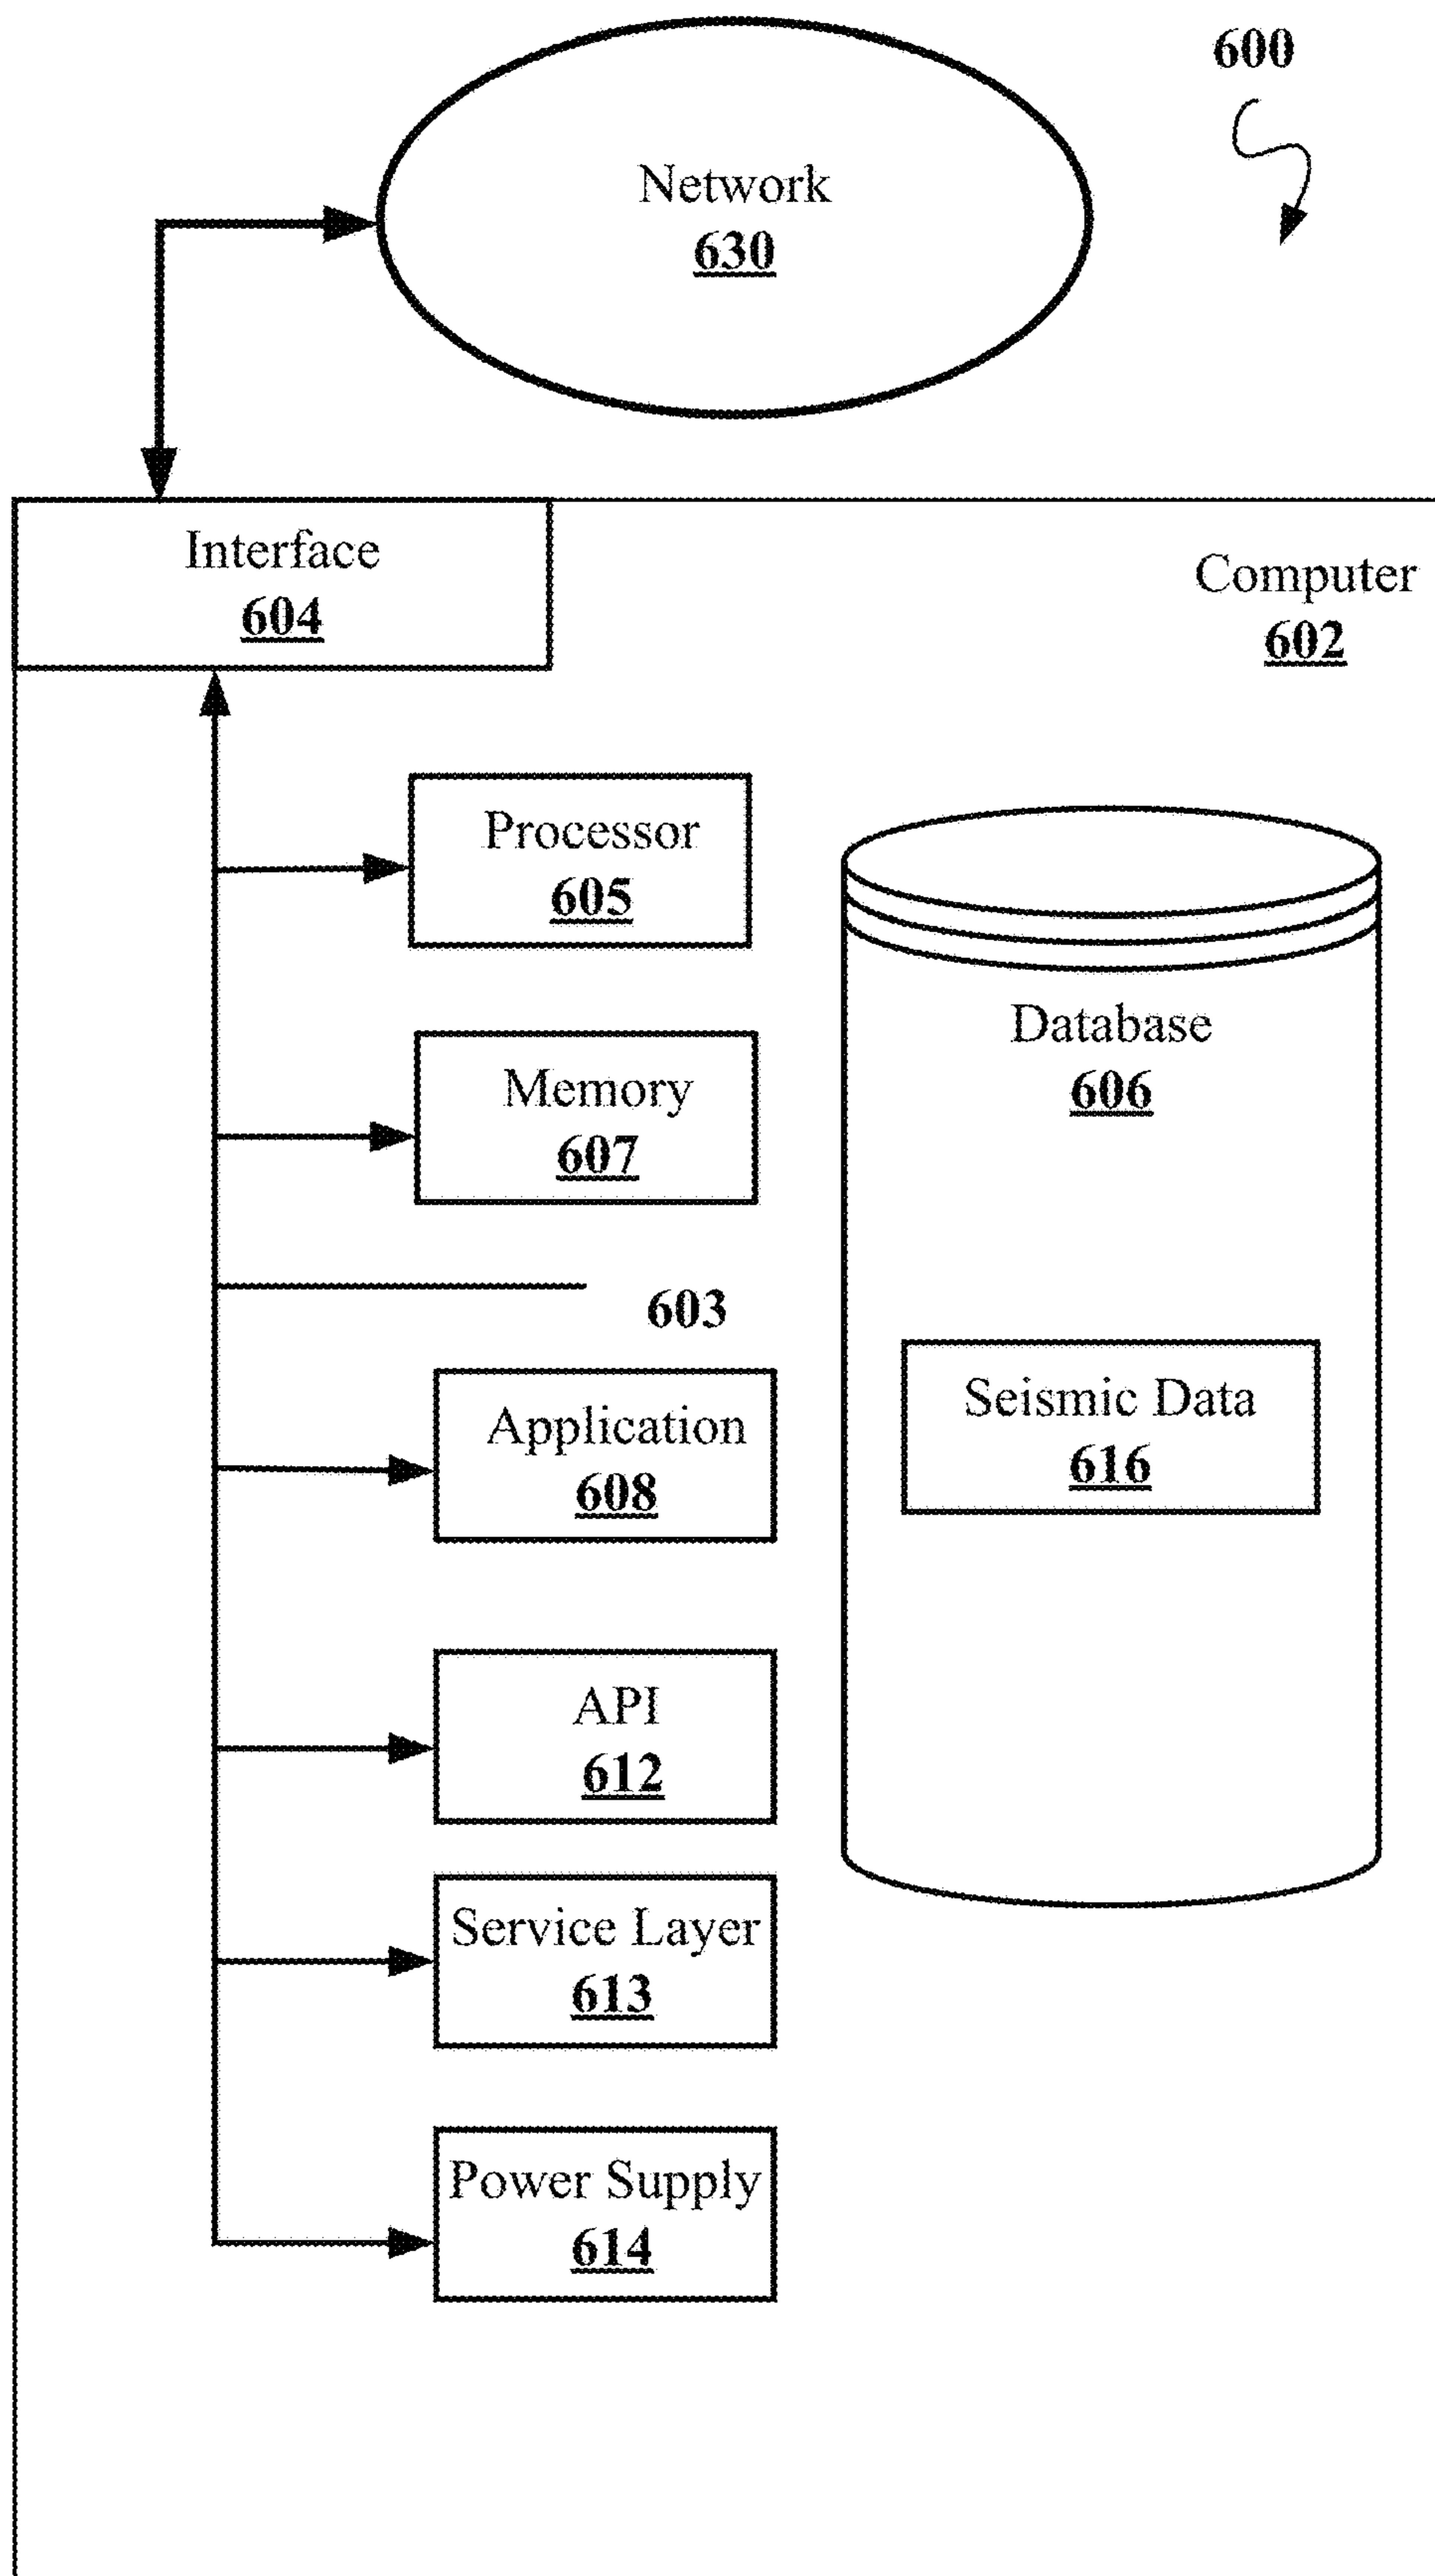 600
Network
630
Interface
604
Computer
602
Processor
605
Database
606
Memory
607
603
Seismic Data
616
Application
608
API
612
Service Layer
613
Power Supply
614